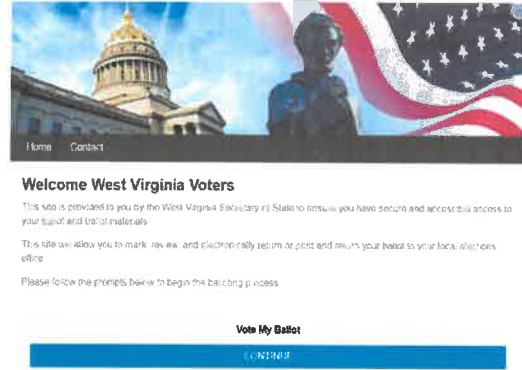 Home Contact
Welcome West Virginia Voters
This site is provided to you by the West Virginia Secretary of State to ensure you have secure and accessible access to
your ballot and ballot materials
This site will allow you to mark, review and electronically return or post and return your ballot to your local elections
office
Please follow the prompts below to begin the balloting process
Vote My Ballot
CONTINUE